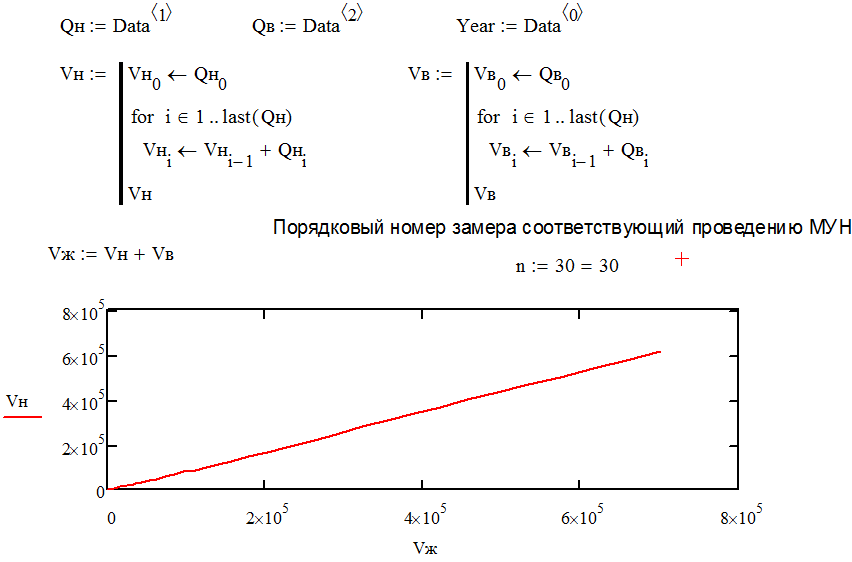 Qн := Data⟨1⟩ Qв := Data⟨2⟩ Year := Data⟨0⟩
Vн := Vн0 ← Qн0 Vв := Vв0 ← Qв0
for i ∈ 1 .. last(Qн) for i ∈ 1 .. last(Qн)
Vнi ← Vнi−1 + Qнi Vвi ← Vвi−1 + Qвi
Vн Vв
Порядковый номер замера соответствующий проведению МУН
Vж := Vн + Vв
n := 30 = 30
8×10^5
6×10^5
Vн
4×10^5
2×10^5
0
0 2×10^5 4×10^5 6×10^5 8×10^5
Vж